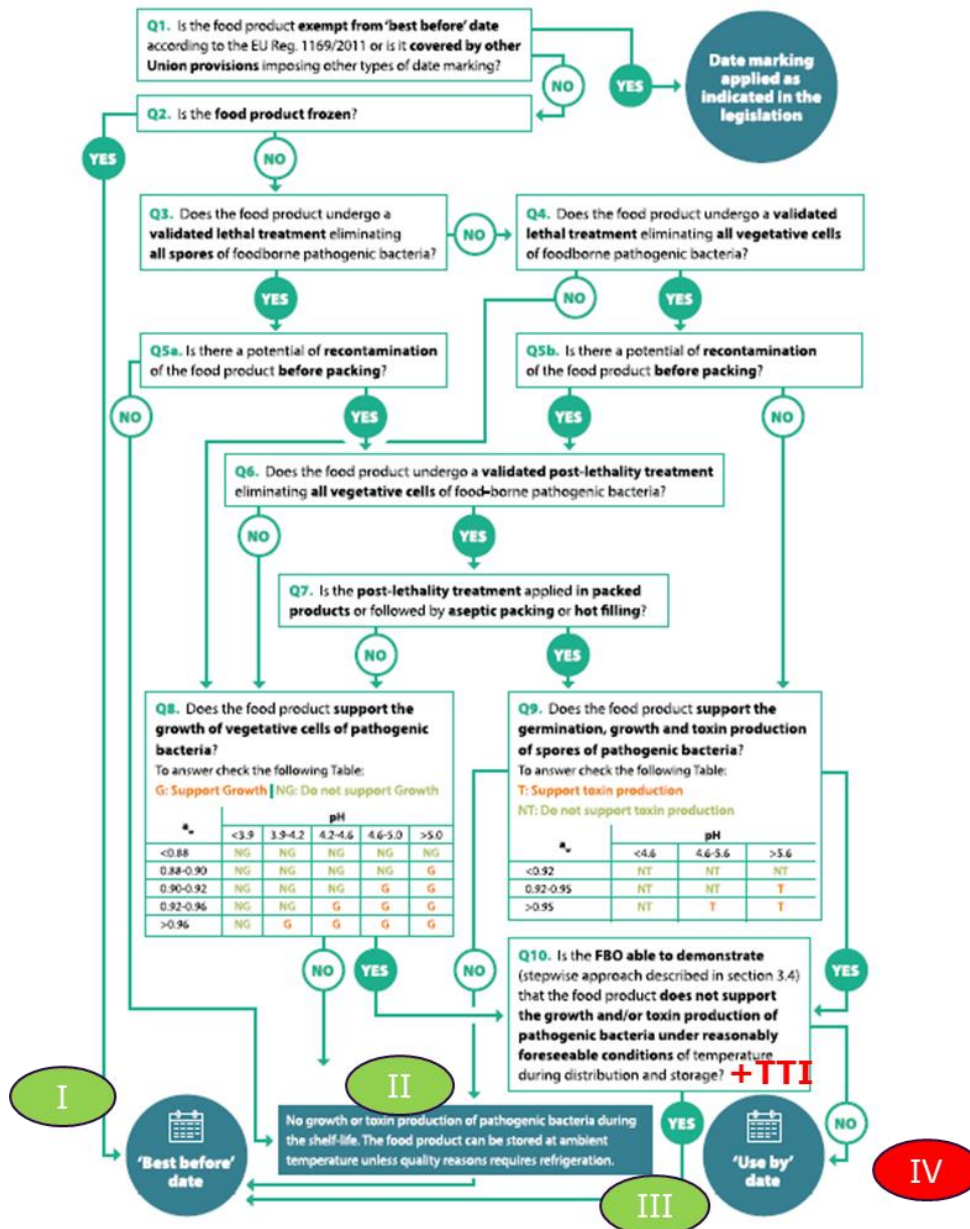 Q1. Is the food product exempt from 'best before' date
according to the EU Reg. 1169/2011 or is it covered by other
Union provisions imposing other types of date marking?
NO
YES
Date marking
applied as
indicated in the
legislation
Q2. Is the food product frozen?
YES
NO
Q3. Does the food product undergo a
validated lethal treatment eliminating
all spores of foodborne pathogenic bacteria?
NO
Q4. Does the food product undergo a validated
lethal treatment eliminating all vegetative cells
of foodborne pathogenic bacteria?
YES
NO
YES
Q5a. Is there a potential of recontamination
of the food product before packing?
Q5b. Is there a potential of recontamination
of the food product before packing?
NO
YES
YES
NO
Q6. Does the food product undergo a validated post-lethality treatment
eliminating all vegetative cells of food-borne pathogenic bacteria?
NO
YES
Q7. Is the post-lethality treatment applied in packed
products or followed by aseptic packing or hot filling?
NO
YES
Q8. Does the food product support the
growth of vegetative cells of pathogenic
bacteria?
To answer check the following Table:
G: Support Growth | NG: Do not support Growth
pH
aw <3.9 3.9-4.2 4.2-4.6 4.6-5.0 >5.0
<0.88 NG NG NG NG NG
0.88-0.90 NG NG NG NG G
0.90-0.92 NG NG NG G G
0.92-0.96 NG NG G G G
>0.96 NG G G G G
Q9. Does the food product support the
germination, growth and toxin production
of spores of pathogenic bacteria?
To answer check the following Table:
T: Support toxin production
NT: Do not support toxin production
pH
aw <4.6 4.6-5.6 >5.6
<0.92 NT NT NT
0.92-0.95 NT NT T
>0.95 NT T T
NO
YES
NO
Q10. Is the FBO able to demonstrate
(stepwise approach described in section 3.4)
that the food product does not support
the growth and/or toxin production of
pathogenic bacteria under reasonably
foreseeable conditions of temperature
during distribution and storage? +TTI
YES
I
II
No growth or toxin production of pathogenic bacteria during
the shelf-life. The food product can be stored at ambient
temperature unless quality reasons requires refrigeration.
YES
NO
'Best before'
date
III
'Use by'
date
IV